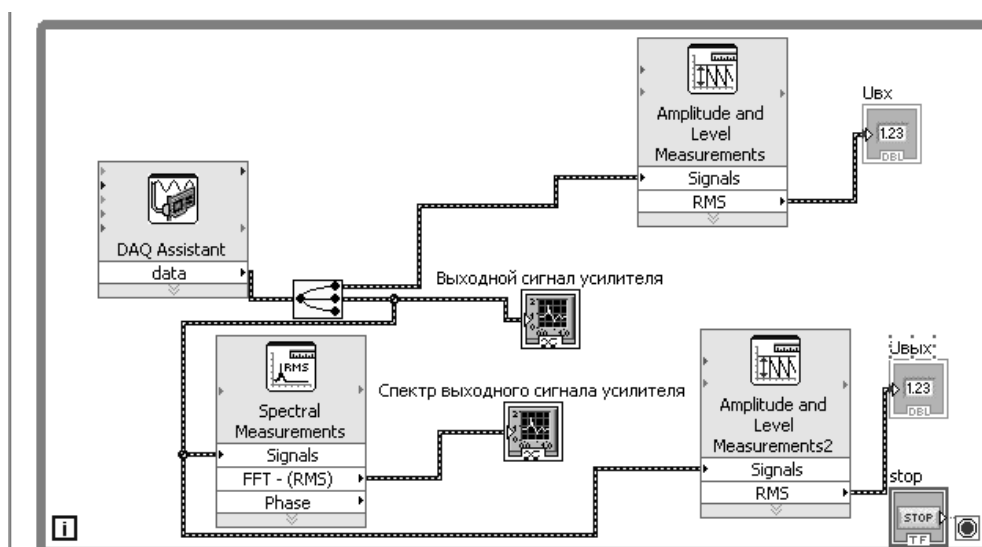 Amplitude and
Level
Measurements
Signals
RMS
Uвх
1.23
DBL
DAQ Assistant
data
Выходной сигнал усилителя
RMS
Spectral
Measurements
Signals
FFT - (RMS)
Phase
Спектр выходного сигнала усилителя
Amplitude and
Level
Measurements2
Signals
RMS
Uвых
1.23
DBL
stop
STOP
TF
i